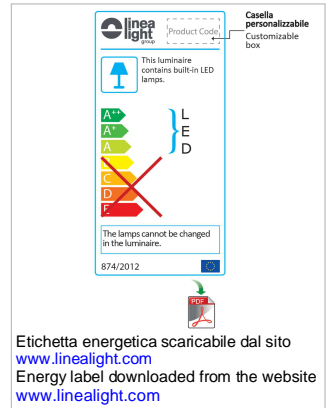 linea
light
group
Product Code
Casella
personalizzabile
Customizable
box
This luminaire
contains built-in LED
lamps.
A++
A+
A
L
E
D
C
D
E
The lamps cannot be changed
in the luminaire.
874/2012
PDF
Etichetta energetica scaricabile dal sito
www.linealight.com
Energy label downloaded from the website
www.linealight.com